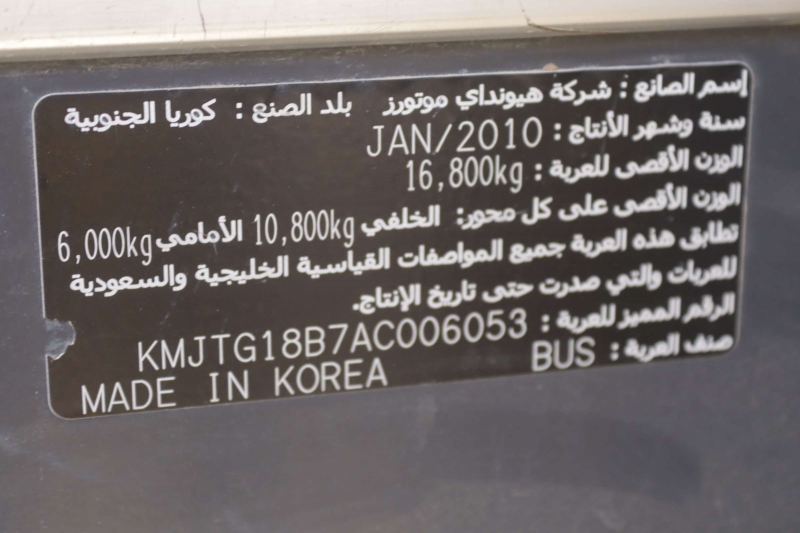 إسم الصانع : شركة هيونداي موتورز بلد الصنع : كوريا الجنوبية
سنة وشهر الأنتاج : JAN/2010
الوزن الأقصى للعربة : 16,800kg
الوزن الأقصى على كل محور: الخلفي 10,800kg الأمامي 6,000kg
تطابق هذه العربة جميع المواصفات القياسية الخليجية والسعودية
للعربات والتي صدرت حتى تاريخ الإنتاج.
الرقم المميز للعربة : KMJTG18B7AC006053
صنف العربة : BUS
MADE IN KOREA